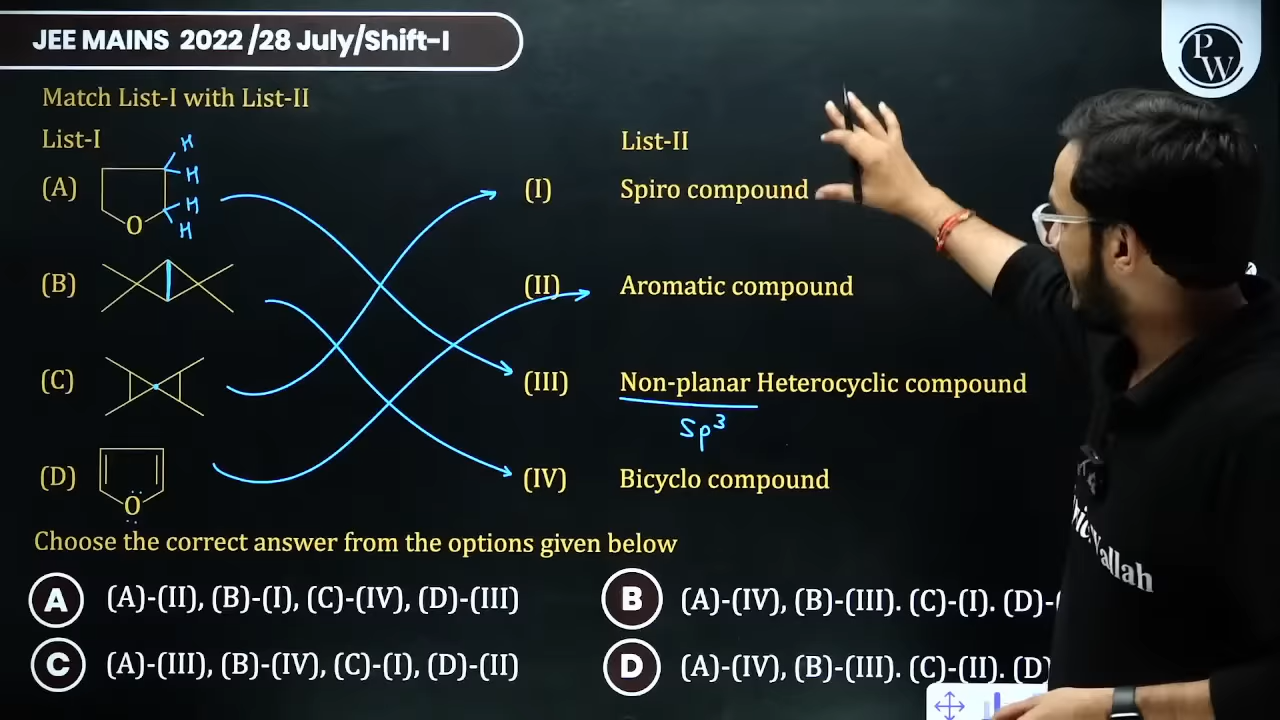 JEE MAINS 2022 /28 July/Shift-I
PW
Match List-I with List-II
List-I
List-II
H
H
(A)
H
O
H
(I)
Spiro compound
(B)
(II)
Aromatic compound
(C)
(III)
Non-planar Heterocyclic compound
sp³
(D)
O
(IV)
Bicyclo compound
Choose the correct answer from the options given below
A (A)-(II), (B)-(I), (C)-(IV), (D)-(III)
B (A)-(IV), (B)-(III). (C)-(I). (D)-(
C (A)-(III), (B)-(IV), (C)-(I), (D)-(II)
D (A)-(IV), (B)-(III). (C)-(II). (D)